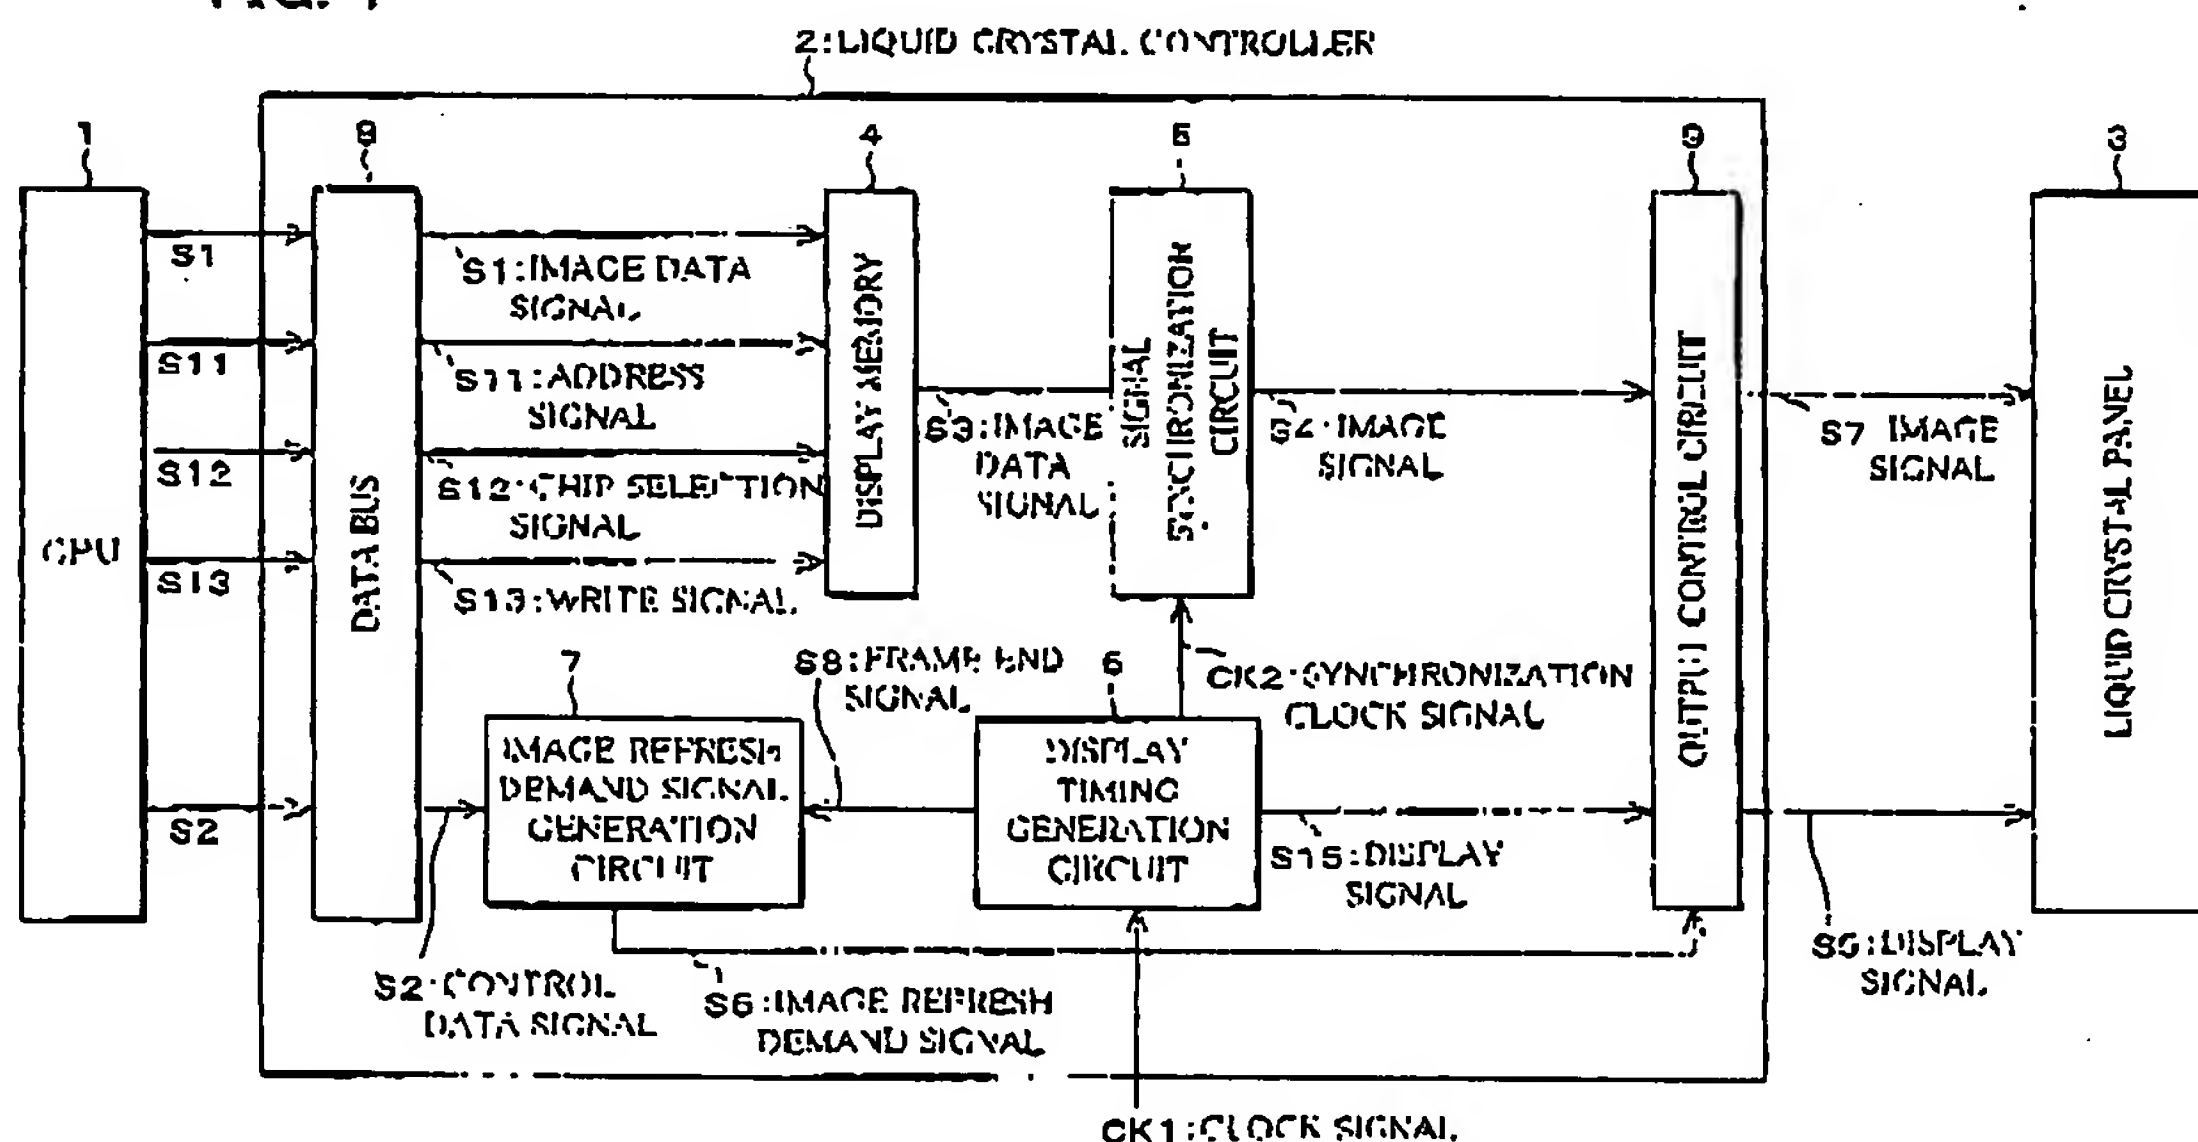 2:LIQUID CRYSTAL CONTROLLER
1
8
4
5
9
3
S1
S11
S12
S13
S2
CPU
DATA BUS
S1:IMAGE DATA
SIGNAL
S11:ADDRESS
SIGNAL
S12:CHIP SELECTION
SIGNAL
S13:WRITE SIGNAL
DISPLAY MEMORY
S3:IMAGE
DATA
SIGNAL
SIGNAL
SYNCHRONIZATION
CIRCUIT
S4:IMAGE
SIGNAL
OUTPUT CONTROL CIRCUIT
S7 IMAGE
SIGNAL
LIQUID CRYSTAL PANEL
7
S8:FRAME END
SIGNAL
6
CK2:SYNCHRONIZATION
CLOCK SIGNAL
IMAGE REFRESH
DEMAND SIGNAL
GENERATION
CIRCUIT
DISPLAY
TIMING
GENERATION
CIRCUIT
S15:DISPLAY
SIGNAL
:DISPLAY
SIGNAL
S2:CONTROL
DATA SIGNAL
S6:IMAGE REFRESH
DEMAND SIGNAL
CK1:CLOCK SIGNAL